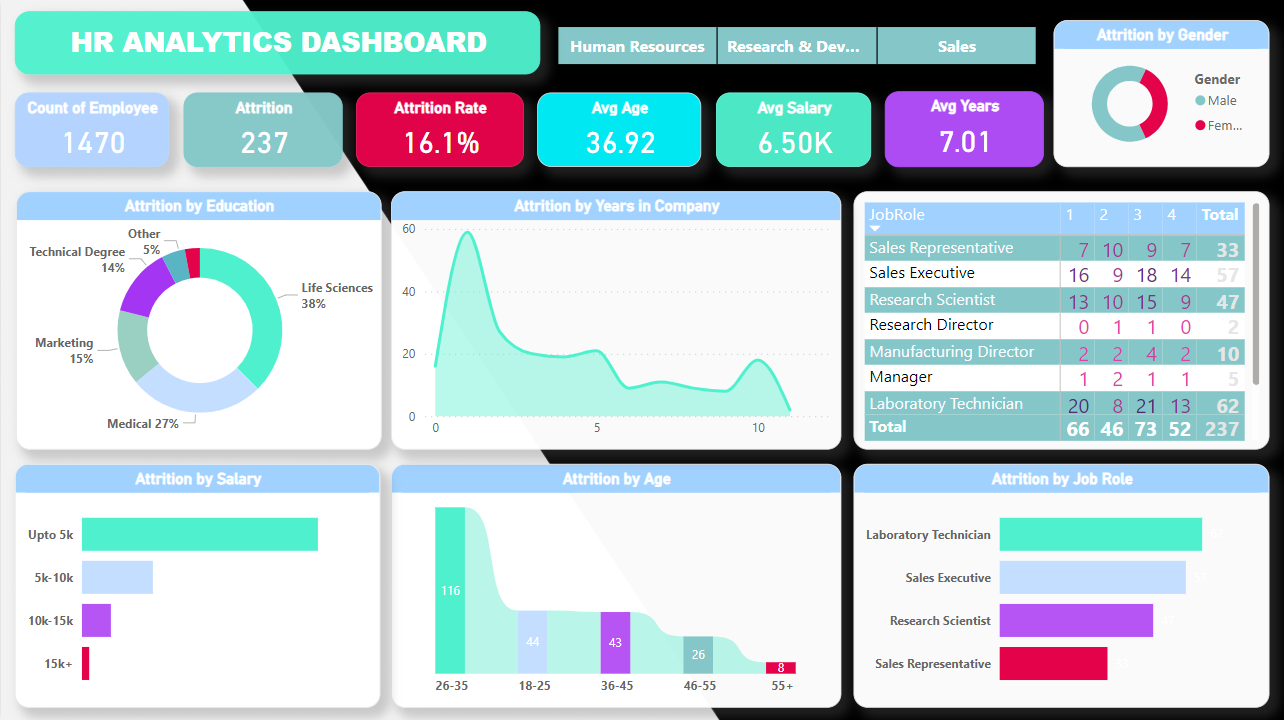 HR ANALYTICS DASHBOARD
Human Resources
Research & Dev...
Sales
Attrition by Gender
Gender
Male
Fem...
Count of Employee
1470
Attrition
237
Attrition Rate
16.1%
Avg Age
36.92
Avg Salary
6.50K
Avg Years
7.01
Attrition by Education
Other
5%
Technical Degree
14%
Life Sciences
38%
Marketing
15%
Medical 27%
Attrition by Years in Company
60
40
20
0
0 5 10
JobRole 1 2 3 4 Total
Sales Representative 7 10 9 7 33
Sales Executive 16 9 18 14 57
Research Scientist 13 10 15 9 47
Research Director 0 1 1 0 2
Manufacturing Director 2 2 4 2 10
Manager 1 2 1 1 5
Laboratory Technician 20 8 21 13 62
Total 66 46 73 52 237
Attrition by Salary
Upto 5k
5k-10k
10k-15k
15k+
Attrition by Age
116
44
43
26
8
26-35 18-25 36-45 46-55 55+
Attrition by Job Role
Laboratory Technician
Sales Executive
Research Scientist
Sales Representative